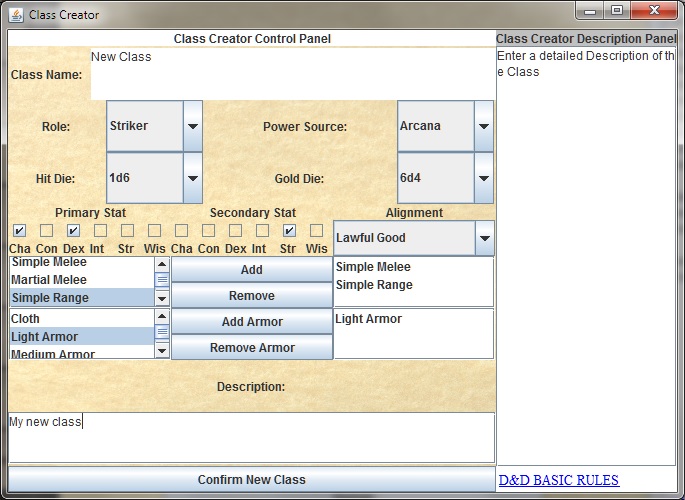 Class Creator
Class Creator Control Panel
Class Creator Description Panel
Class Name:
New Class
Enter a detailed Description of th
e Class
Role:
Striker
Power Source:
Arcana
Hit Die:
1d6
Gold Die:
6d4
Primary Stat
Secondary Stat
Alignment
Cha Con Dex Int Str Wis Cha Con Dex Int Str Wis
Lawful Good
Simple Melee
Martial Melee
Simple Range
Add
Remove
Simple Melee
Simple Range
Cloth
Light Armor
Medium Armor
Add Armor
Remove Armor
Light Armor
Description:
My new class
Confirm New Class
D&D BASIC RULES